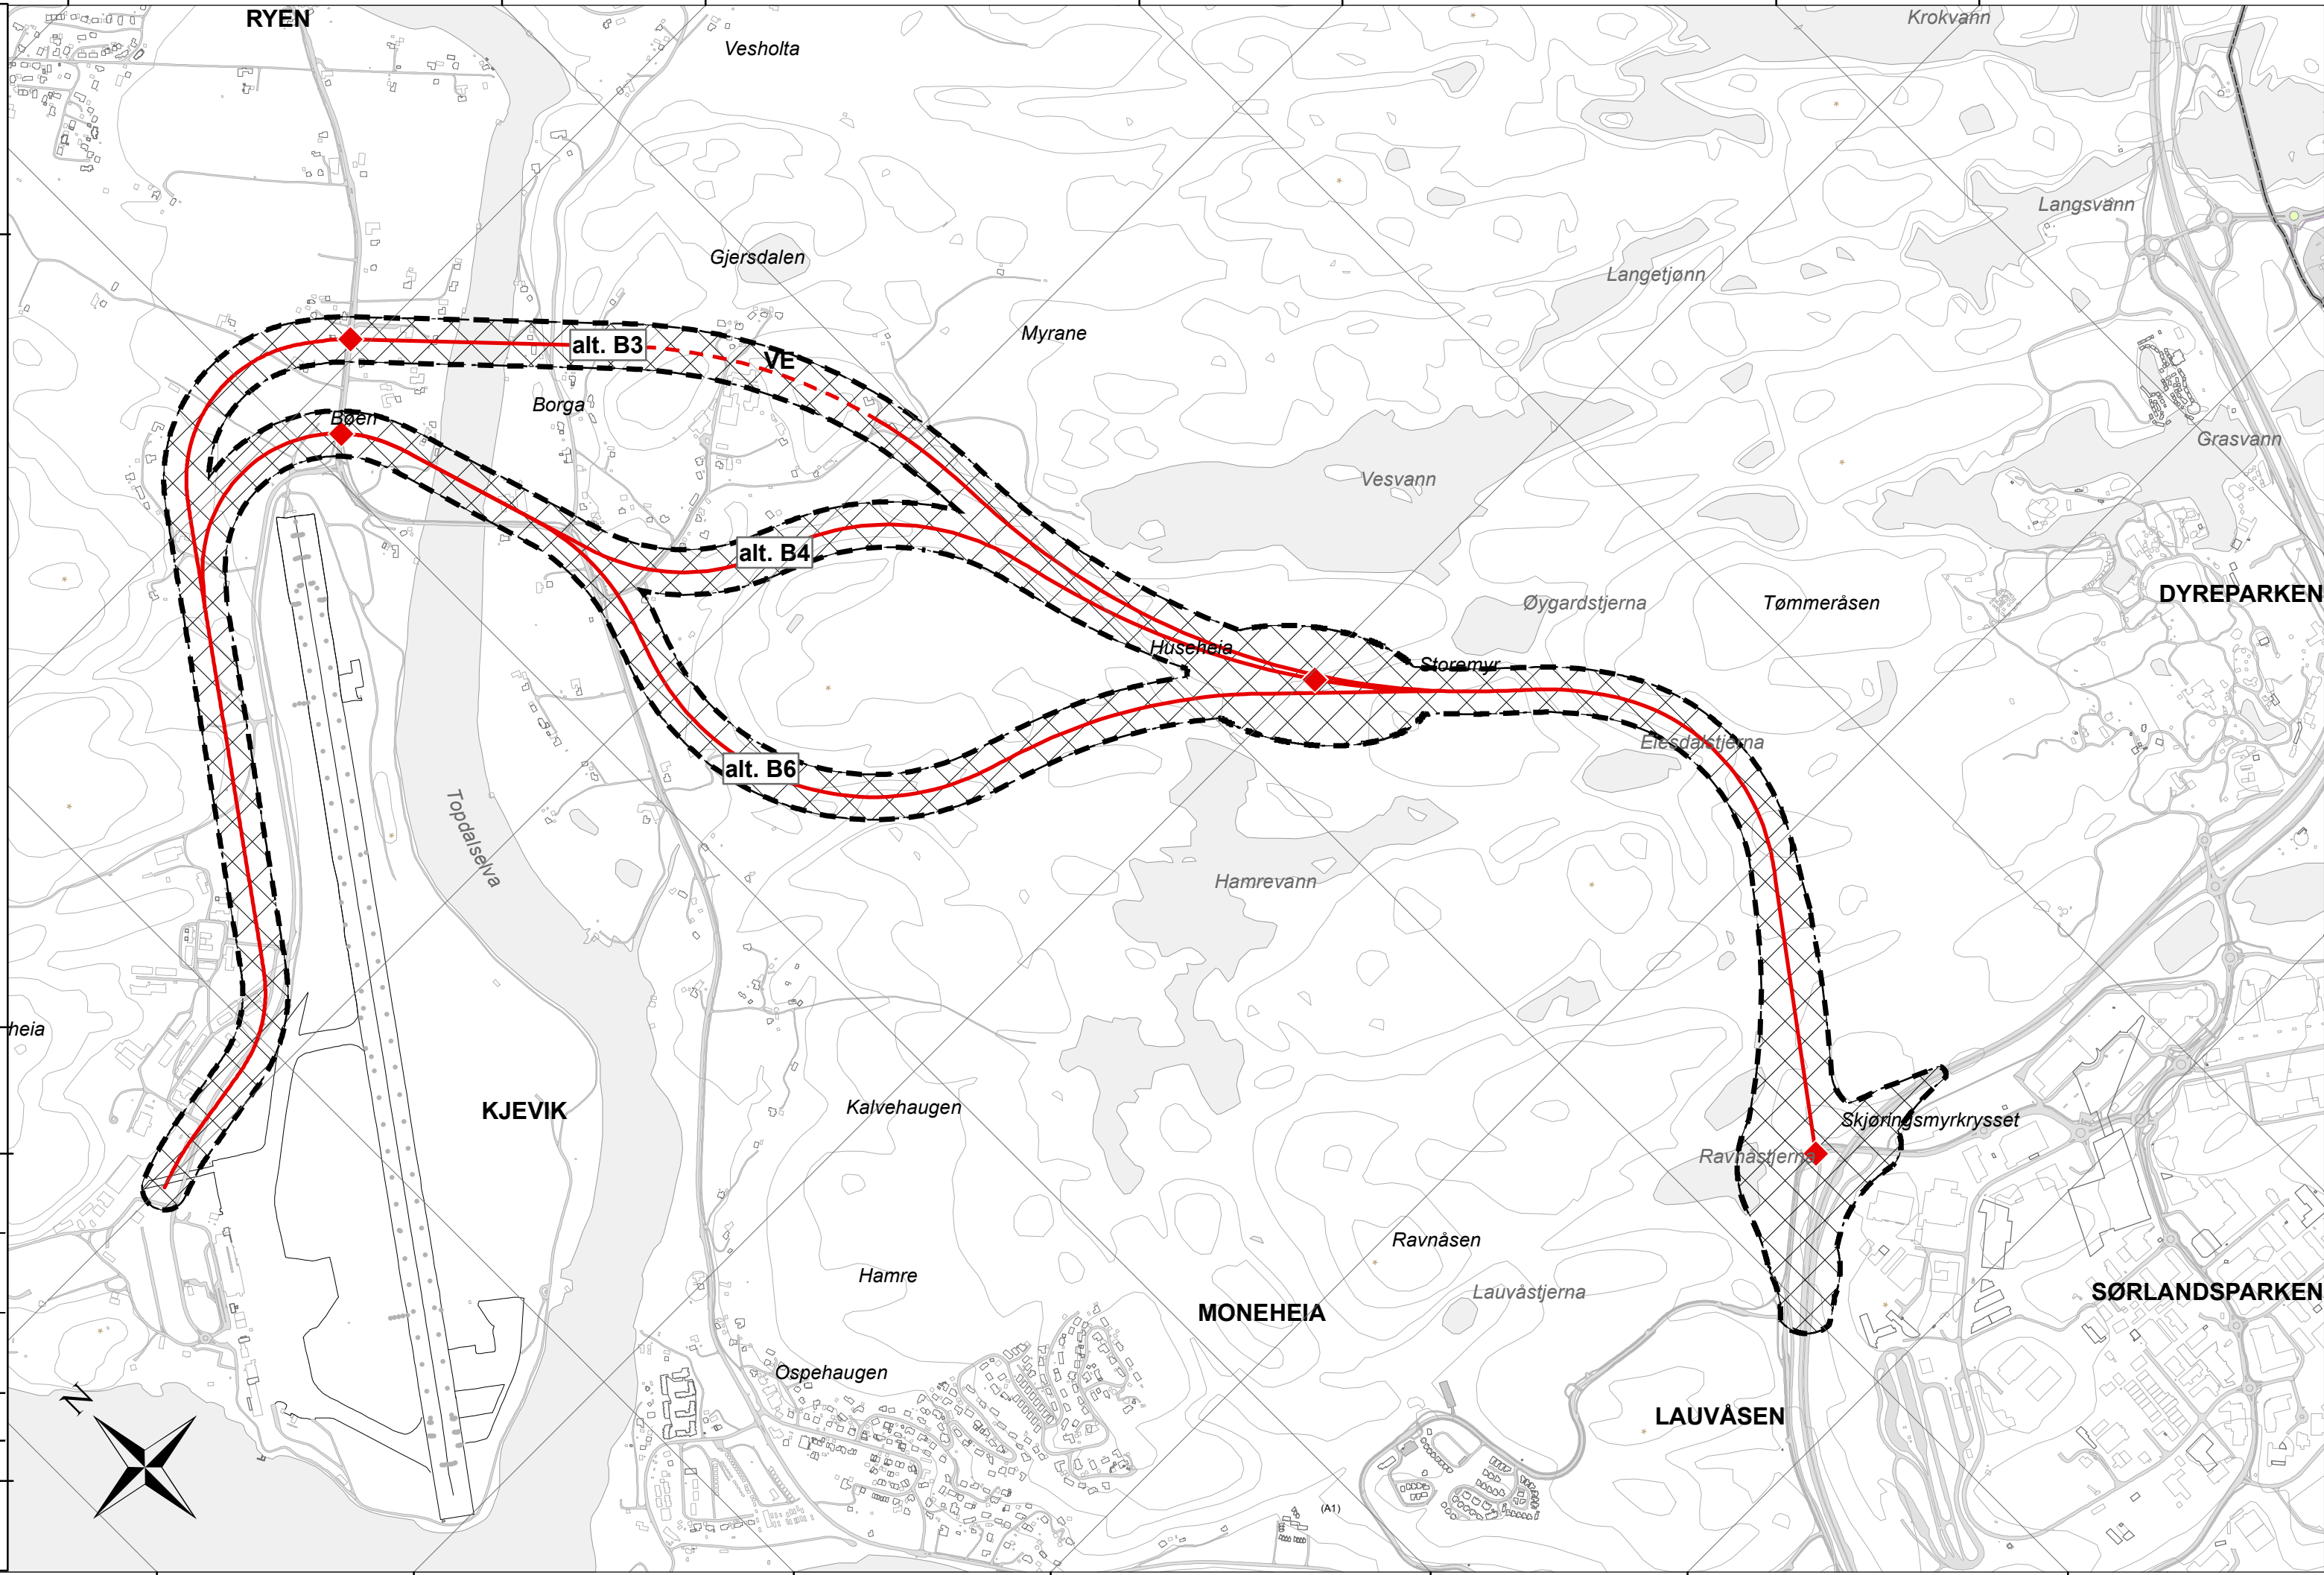 RYEN
Krokvann
Vesholta
Langsvann
Gjersdalen
Langetjønn
Myrane
alt. B3
VE
Borga
Bøen
Grasvann
Vesvann
alt. B4
DYREPARKEN
Øygardstjerna
Tømmeråsen
Huseheia
Storemyr
Eiesdalstjerna
alt. B6
Topdalselva
Hamrevann
heia
KJEVIK
Kalvehaugen
Skjøringsmyrkrysset
Ravnåstjerna
Ravnåsen
Hamre
Lauvåstjerna
SØRLANDSPARKEN
MONEHEIA
Ospehaugen
N
LAUVÅSEN
(A1)